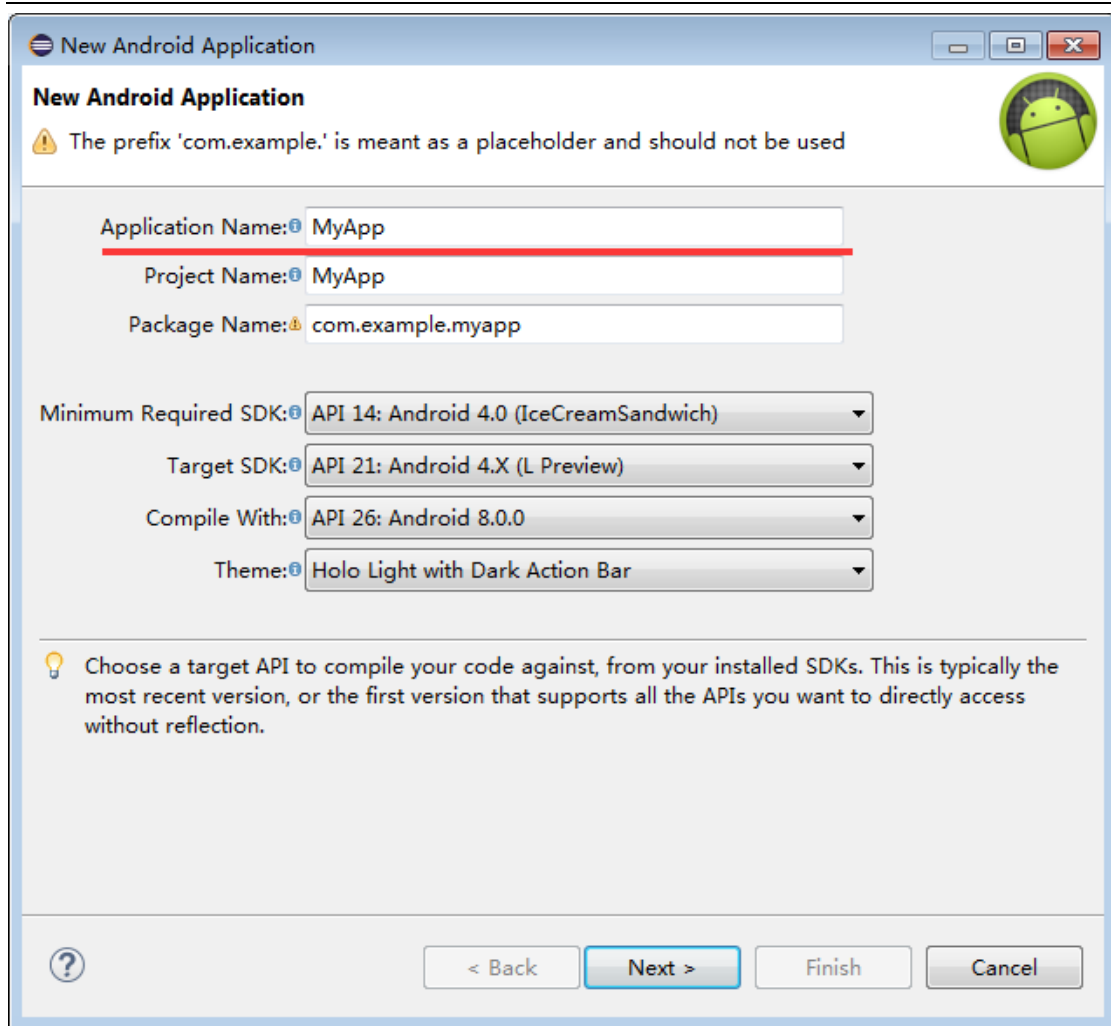 New Android Application
New Android Application
The prefix 'com.example.' is meant as a placeholder and should not be used
Application Name: MyApp
Project Name: MyApp
Package Name: com.example.myapp
Minimum Required SDK: API 14: Android 4.0 (IceCreamSandwich)
Target SDK: API 21: Android 4.X (L Preview)
Compile With: API 26: Android 8.0.0
Theme: Holo Light with Dark Action Bar
Choose a target API to compile your code against, from your installed SDKs. This is typically the
most recent version, or the first version that supports all the APIs you want to directly access
without reflection.
? < Back Next > Finish Cancel